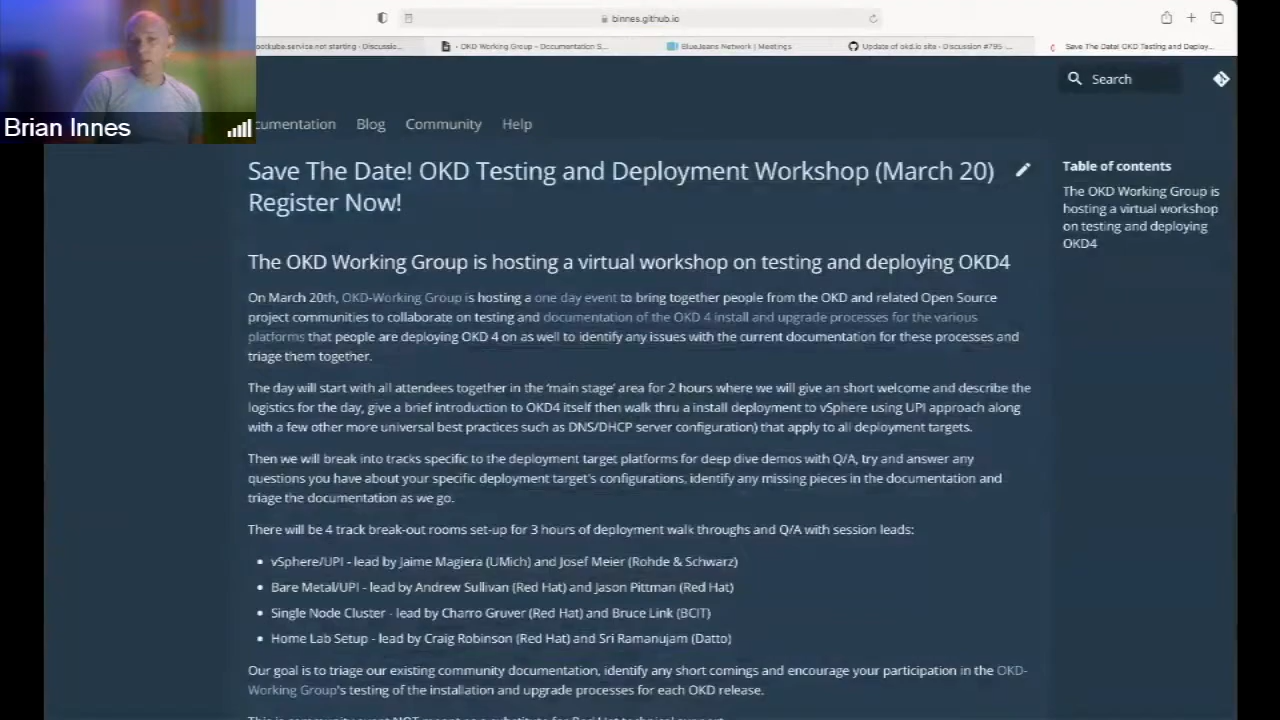 binnes.github.io
ootkube.service not starting · Discussio...
OKD Working Group – Documentation S...
BlueJeans Network | Meetings
Update of okd.io site · Discussion #795 ...
Save The Date! OKD Testing and Deploy...
Search
Brian Innes
cumentation
Blog
Community
Help
Save The Date! OKD Testing and Deployment Workshop (March 20)
Register Now!
Table of contents
The OKD Working Group is
hosting a virtual workshop
on testing and deploying
OKD4
The OKD Working Group is hosting a virtual workshop on testing and deploying OKD4
On March 20th, OKD-Working Group is hosting a one day event to bring together people from the OKD and related Open Source
project communities to collaborate on testing and documentation of the OKD 4 install and upgrade processes for the various
platforms that people are deploying OKD 4 on as well to identify any issues with the current documentation for these processes and
triage them together.
The day will start with all attendees together in the ‘main stage’ area for 2 hours where we will give an short welcome and describe the
logistics for the day, give a brief introduction to OKD4 itself then walk thru a install deployment to vSphere using UPI approach along
with a few other more universal best practices such as DNS/DHCP server configuration) that apply to all deployment targets.
Then we will break into tracks specific to the deployment target platforms for deep dive demos with Q/A, try and answer any
questions you have about your specific deployment target's configurations, identify any missing pieces in the documentation and
triage the documentation as we go.
There will be 4 track break-out rooms set-up for 3 hours of deployment walk throughs and Q/A with session leads:
• vSphere/UPI - lead by Jaime Magiera (UMich) and Josef Meier (Rohde & Schwarz)
• Bare Metal/UPI - lead by Andrew Sullivan (Red Hat) and Jason Pittman (Red Hat)
• Single Node Cluster - lead by Charro Gruver (Red Hat) and Bruce Link (BCIT)
• Home Lab Setup - lead by Craig Robinson (Red Hat) and Sri Ramanujam (Datto)
Our goal is to triage our existing community documentation, identify any short comings and encourage your participation in the OKD-
Working Group's testing of the installation and upgrade processes for each OKD release.